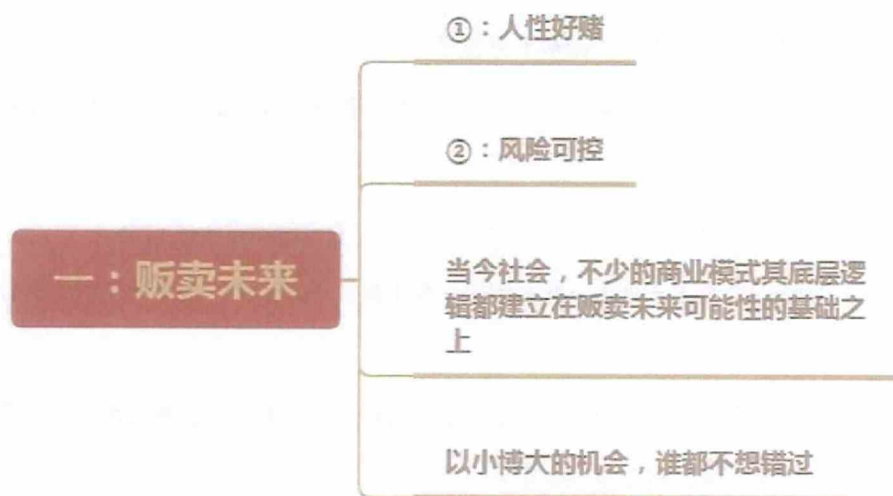 ①：人性好赌
②：风险可控
一：贩卖未来
当今社会，不少的商业模式其底层逻
辑都建立在贩卖未来可能性的基础之
上
以小博大的机会，谁都不想错过